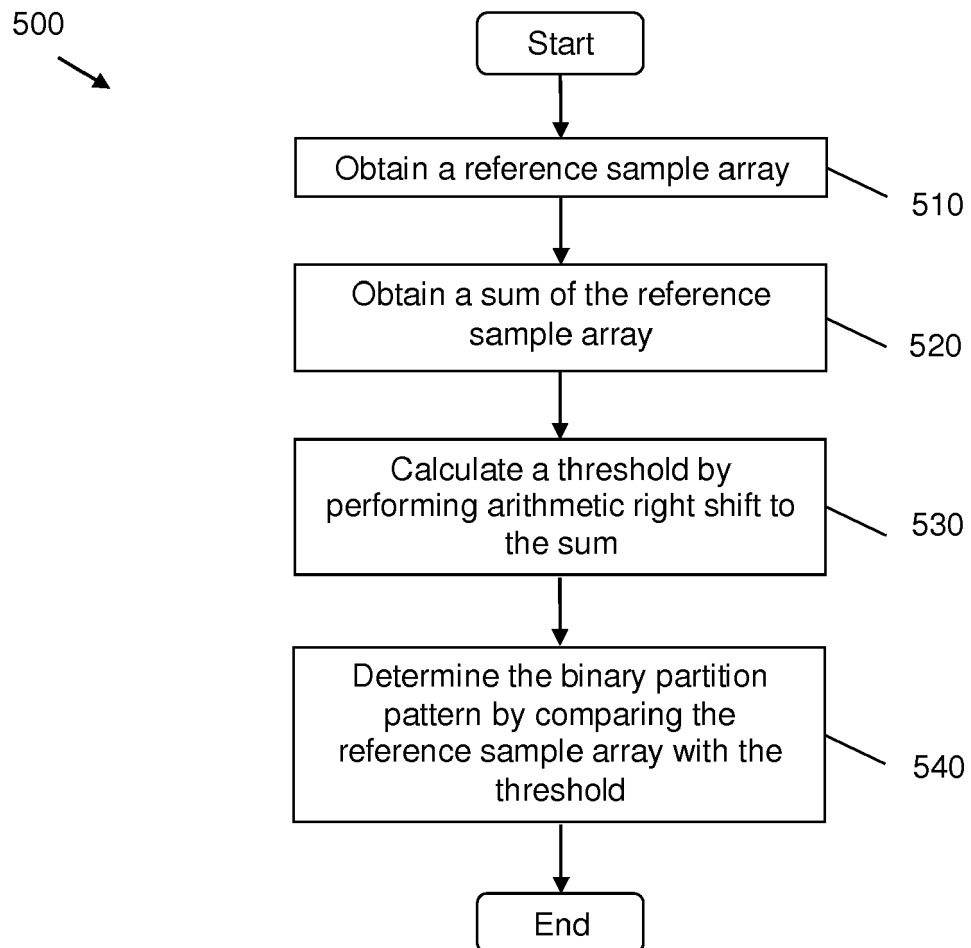 500
Start
Obtain a reference sample array
510
Obtain a sum of the reference
sample array
520
Calculate a threshold by
performing arithmetic right shift to
the sum
530
Determine the binary partition
pattern by comparing the
reference sample array with the
threshold
540
End